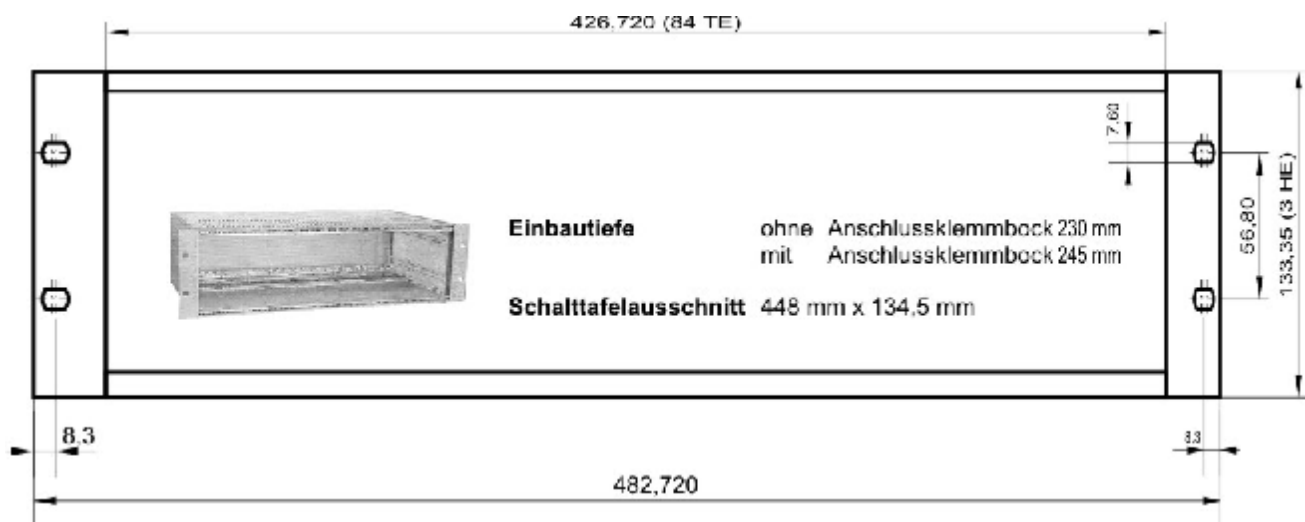 426,720 (84 TE)
7,60
56,80
133,35 (3 HE)
Einbautiefe ohne Anschlussklemmbock 230 mm
mit Anschlussklemmbock 245 mm
Schalttafelausschnitt 448 mm x 134,5 mm
8,3
8,3
482,720